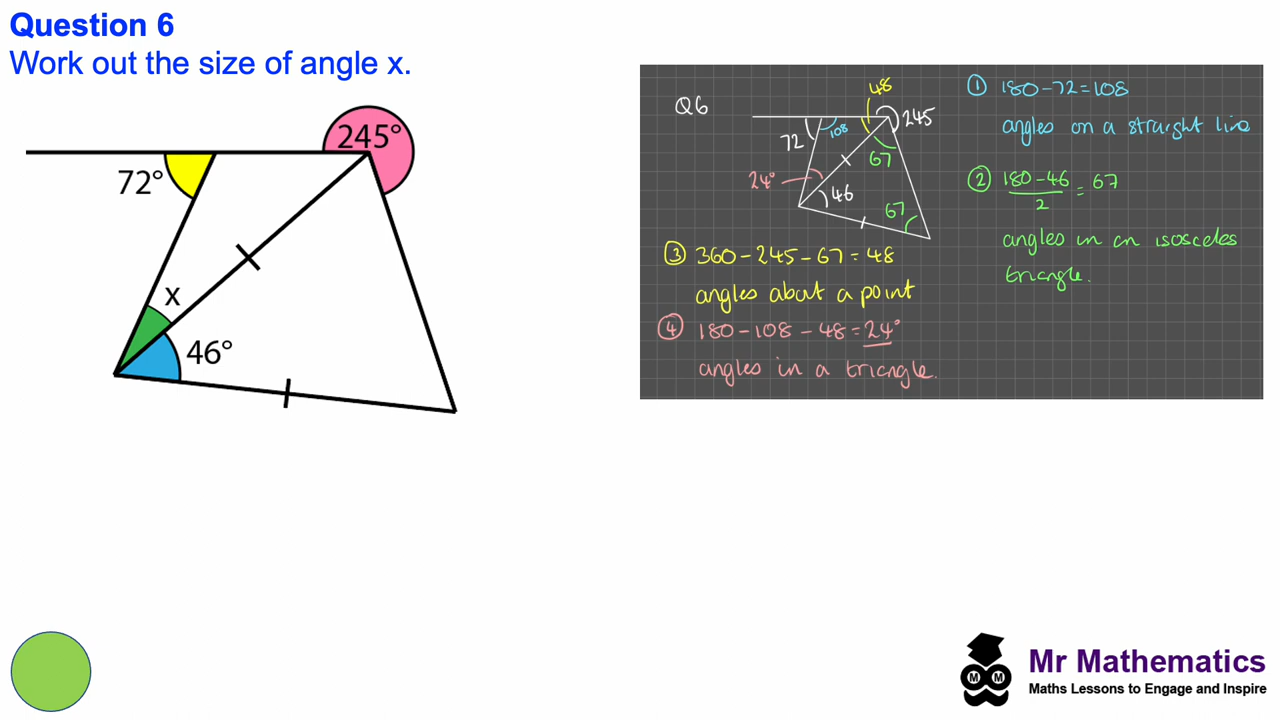 Question 6
Work out the size of angle x.
245°
72°
x
46°
Q6
48
245
72
108
67
24°
46
67
① 180-72=108
angles on a straight line
② 180-46 / 2 = 67
angles in an isosceles
triangle.
③ 360-245-67=48
angles about a point
④ 180-108-48=24°
angles in a triangle.
M M
Mr Mathematics
Maths Lessons to Engage and Inspire